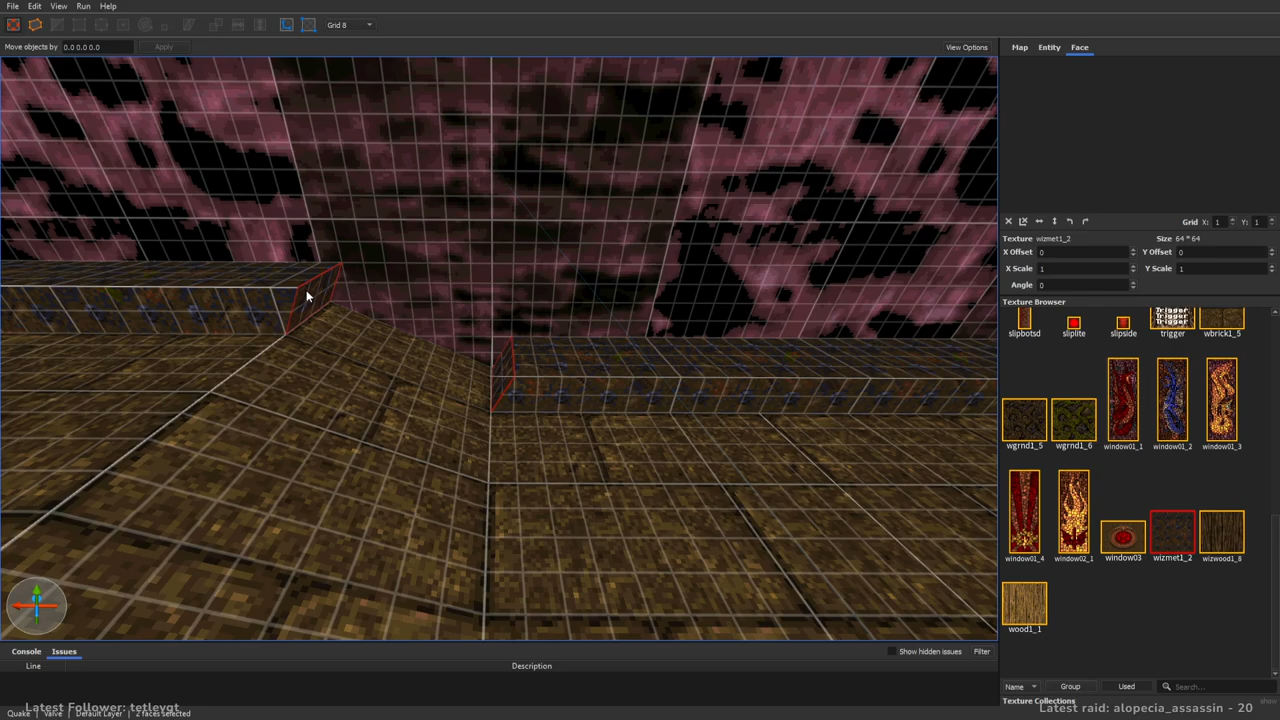 File Edit View Run Help
Grid 8
Move objects by 0.0 0.0 0.0 Apply View Options
Map Entity Face
Grid X: 1 Y: 1
Texture wizmet1_2 Size 64 * 64
X Offset 0 Y Offset 0
X Scale 1 Y Scale 1
Angle 0
Texture Browser
Trigger
Trigger
Trigger
slipbotsd sliplite slipside trigger wbrick1_5
wgrnd1_5 wgrnd1_6 window01_1 window01_2 window01_3
window01_4 window02_1 window03 wizmet1_2 wizwood1_8
wood1_1
Console Issues Show hidden issues Filter
Line Description
Name Group Used Search...
Texture Collections show
Latest Follower: tetleygt Latest raid: alopecia_assassin - 20
Quake Valve Default Layer 2 faces selected